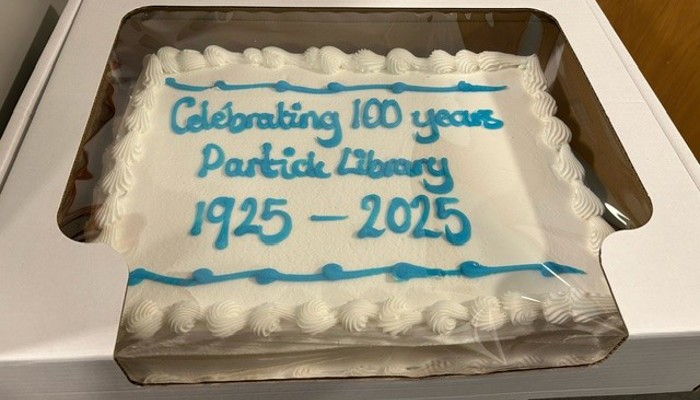 Celebrating 100 years
Partick Library
1925 - 2025